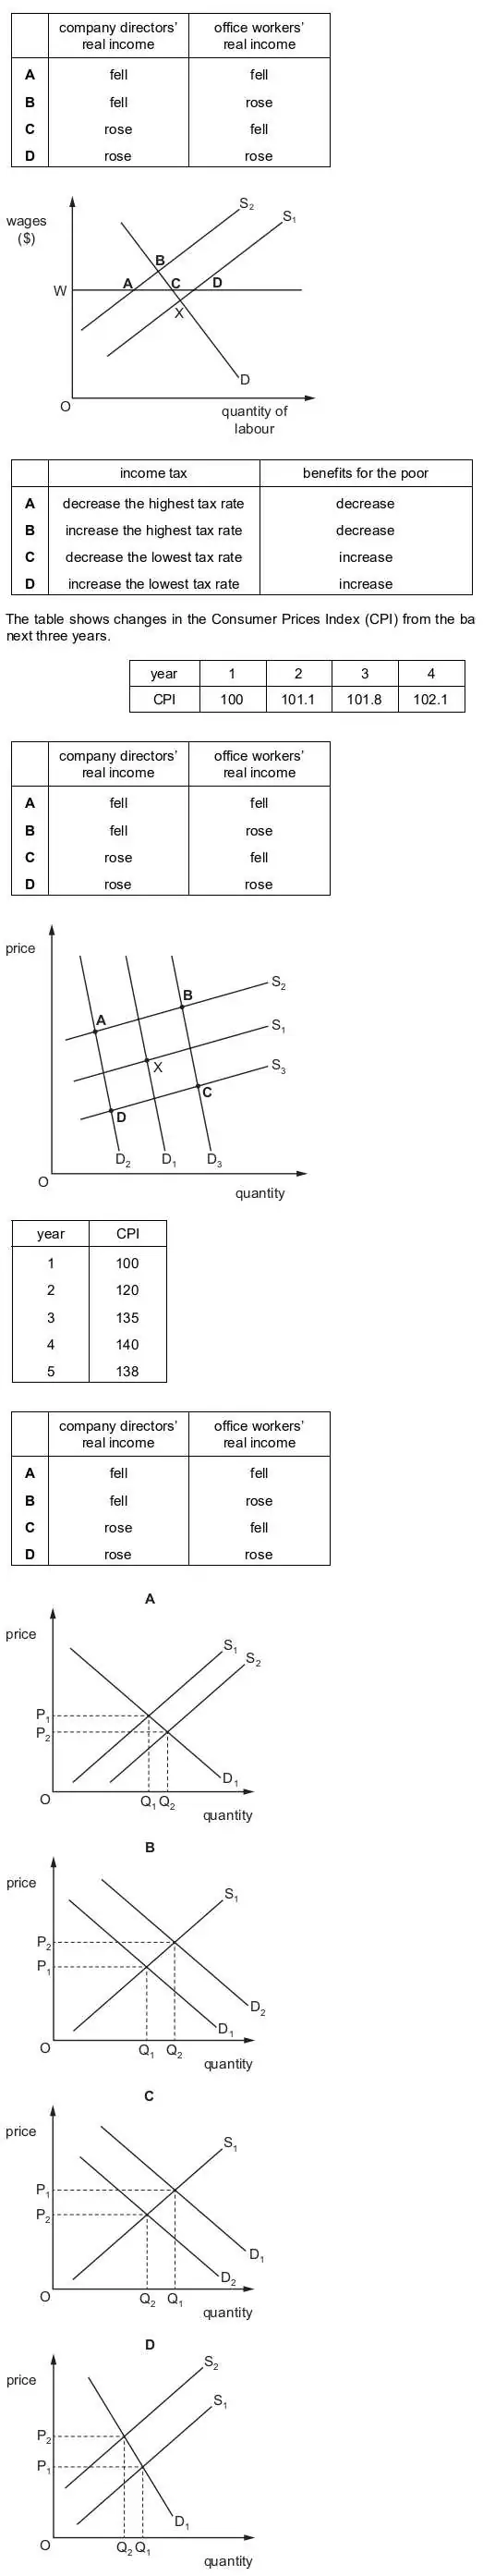 company directors’ office workers’
real income real income
A fell fell
B fell rose
C rose fell
D rose rose
S2
S1
wages
($)
B
W A C D
X
D
O
quantity of
labour
income tax benefits for the poor
A decrease the highest tax rate decrease
B increase the highest tax rate decrease
C decrease the lowest tax rate increase
D increase the lowest tax rate increase
The table shows changes in the Consumer Prices Index (CPI) from the ba
next three years.
year 1 2 3 4
CPI 100 101.1 101.8 102.1
company directors’ office workers’
real income real income
A fell fell
B fell rose
C rose fell
D rose rose
price
S2
B
A
S1
X
S3
C
D
D2 D1 D3
O
quantity
year CPI
1 100
2 120
3 135
4 140
5 138
company directors’ office workers’
real income real income
A fell fell
B fell rose
C rose fell
D rose rose
A
price
S1
S2
P1
P2
D1
O Q1 Q2
quantity
B
price
S1
P2
P1
D2
D1
O Q1 Q2
quantity
C
price
S1
P1
P2
D1
D2
O Q2 Q1
quantity
D
S2
price
S1
P2
P1
D1
O Q2 Q1
quantity